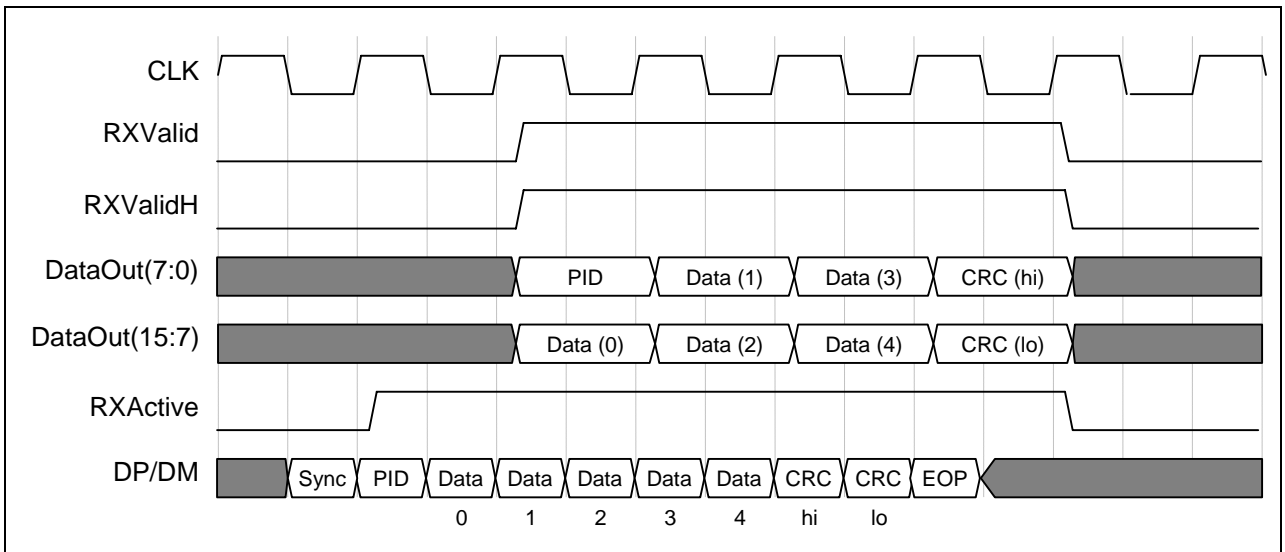 CLK
RXValid
RXValidH
DataOut(7:0) PID Data (1) Data (3) CRC (hi)
DataOut(15:7) Data (0) Data (2) Data (4) CRC (lo)
RXActive
DP/DM Sync PID Data Data Data Data Data CRC CRC EOP
0 1 2 3 4 hi lo